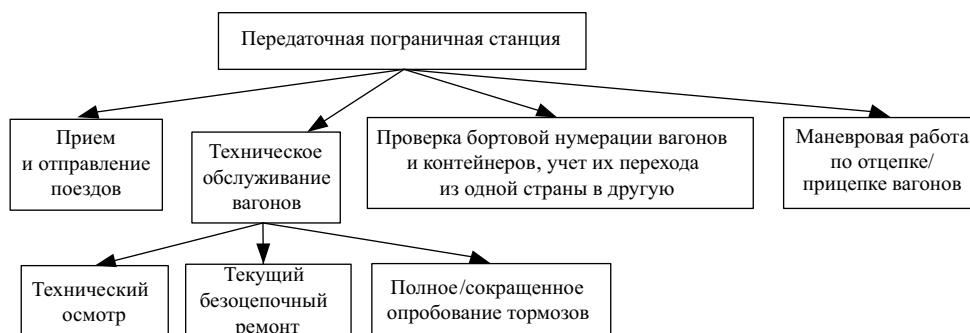 Передаточная пограничная станция
Прием
и отправление
поездов
Техническое
обслуживание
вагонов
Проверка бортовой нумерации вагонов
и контейнеров, учет их перехода
из одной страны в другую
Маневровая работа
по отцепке/
прицепке вагонов
Технический
осмотр
Текущий
безоцепочный
ремонт
Полное/сокращенное
опробование тормозов